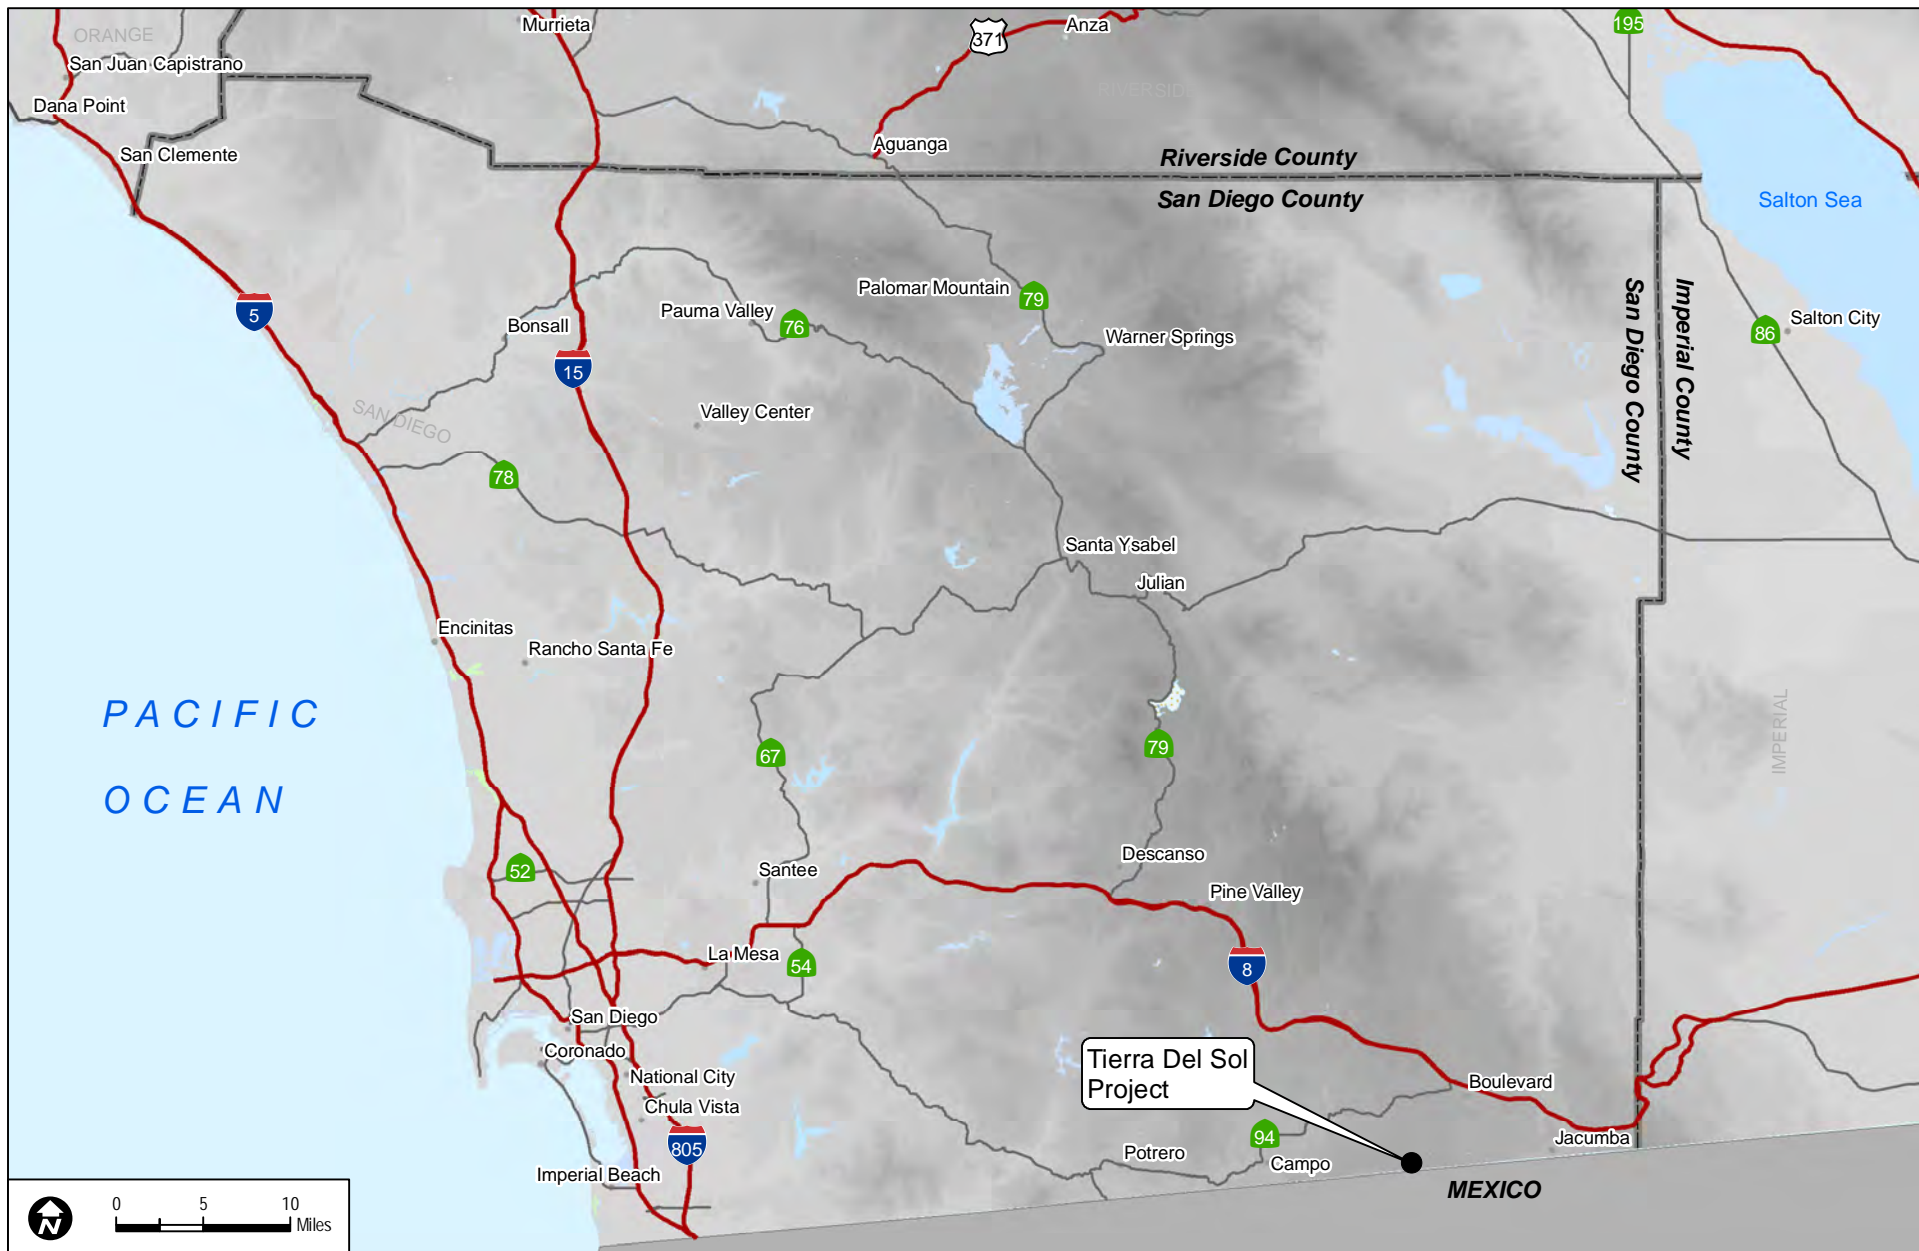 Murrieta
371
Anza
195
ORANGE
San Juan Capistrano
RIVERSID
Dana Point
San Clemente
Aguanga
Riverside County
San Diego County
Salton Sea
5
Bonsall
15
Pauma Valley
76
Palomar Mountain
79
Warner Springs
San Diego County
Imperial County
86
Salton City
SAN DIEGO
Valley Center
78
Santa Ysabel
Julian
Encinitas
Rancho Santa Fe
PACIFIC
OCEAN
67
79
IMPERIAL
52
Santee
Descanso
Pine Valley
La Mesa
54
8
San Diego
Coronado
National City
Chula Vista
805
Imperial Beach
Tierra Del Sol
Project
Boulevard
Jacumba
94
Potrero
Campo
MEXICO
N
0 5 10
Miles